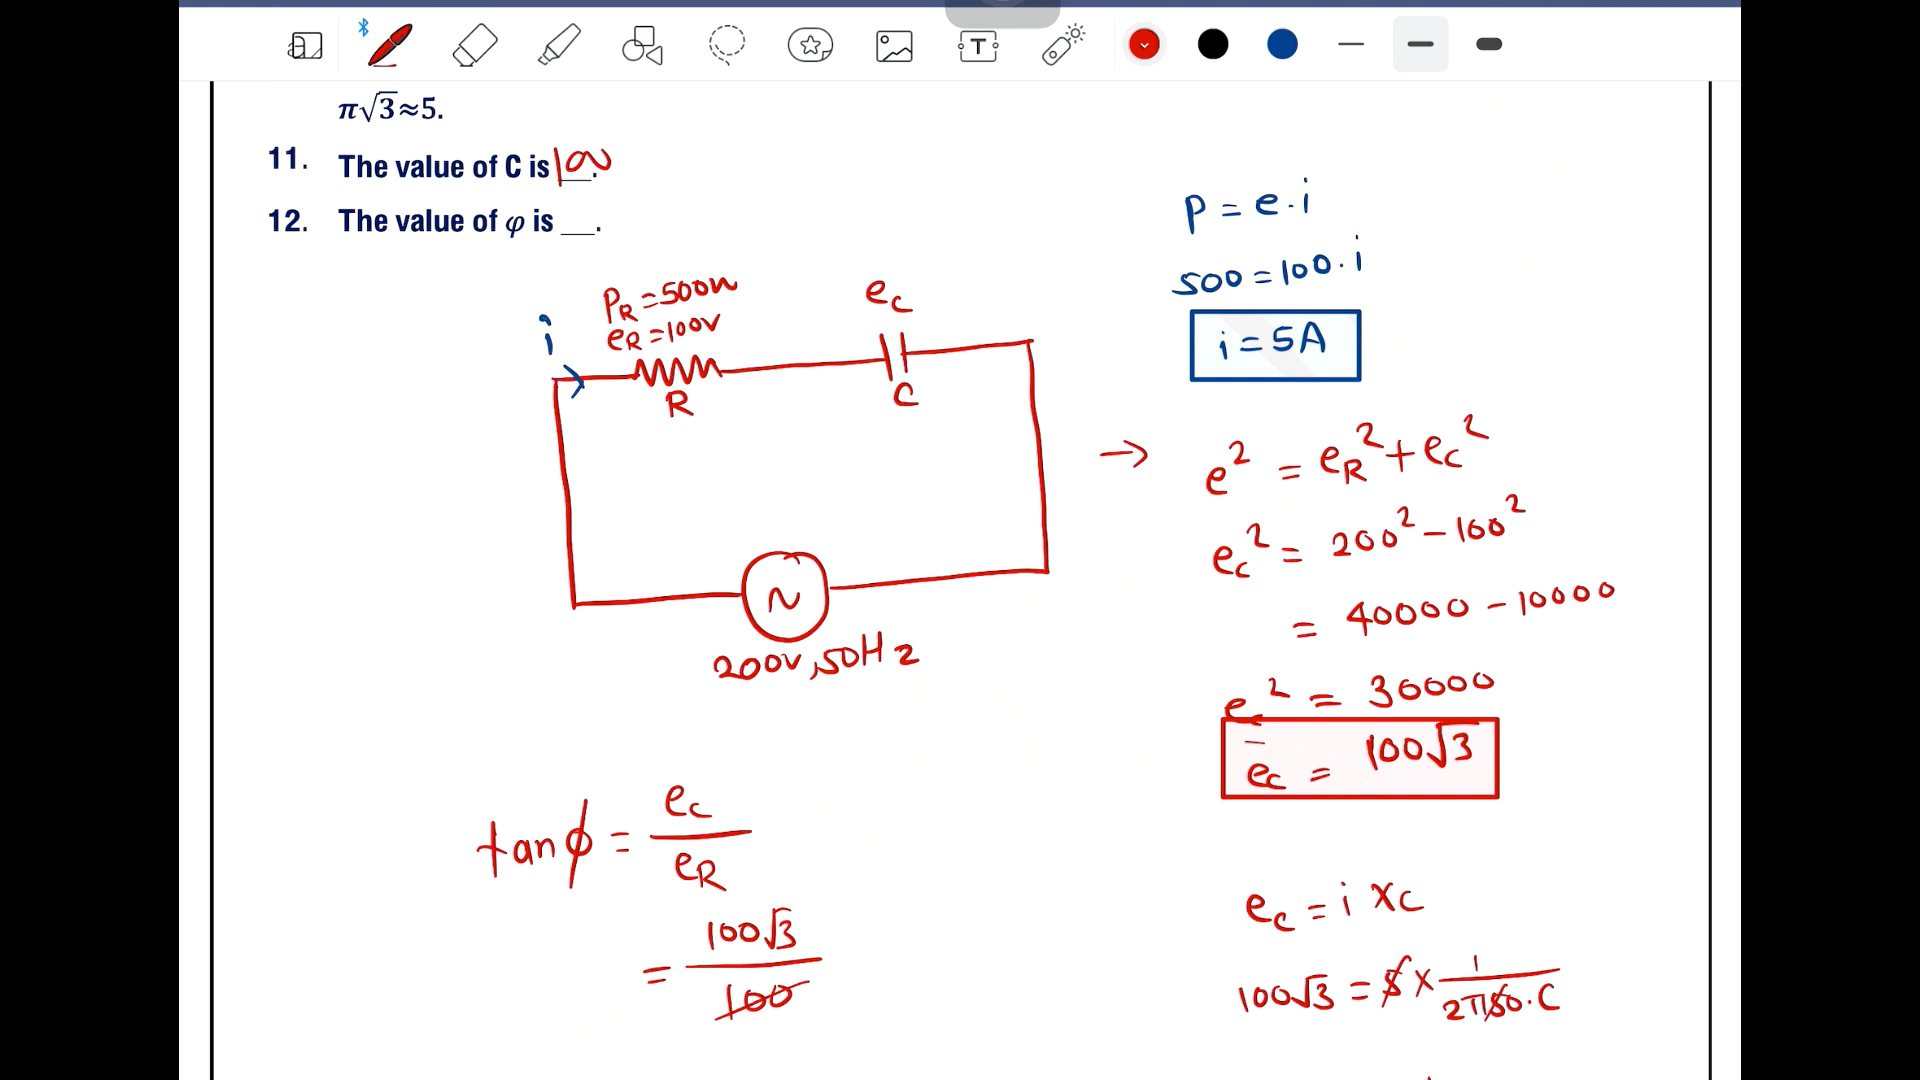 π√3≈5.
11. The value of C is 100.
12. The value of φ is __.
P = e.i
500 = 100.i
i = 5A
i
PR = 500W
eR = 100V
R
eC
C
200V, 50Hz
→ e² = eR² + eC²
eC² = 200² - 100²
= 40000 - 10000
eC² = 30000
eC = 100√3
tanϕ = eC / eR
= 100√3 / 100
eC = i XC
100√3 = 5 × 1 / 2π50.C